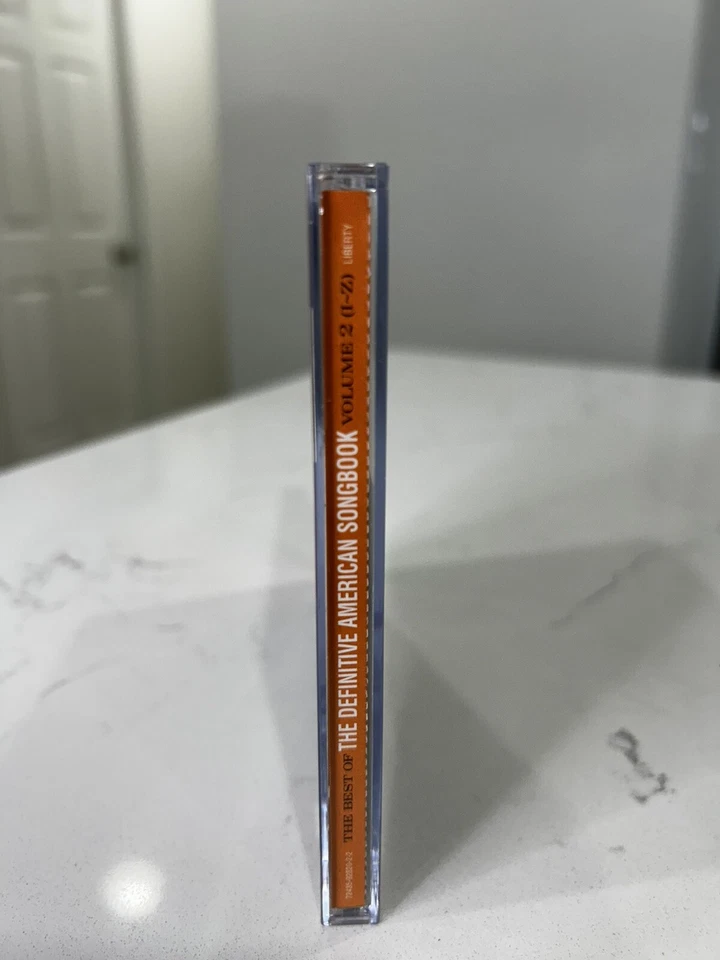 THE BEST OF THE DEFINITIVE AMERICAN SONGBOOK VOLUME 2 (I-Z) LIBERTY